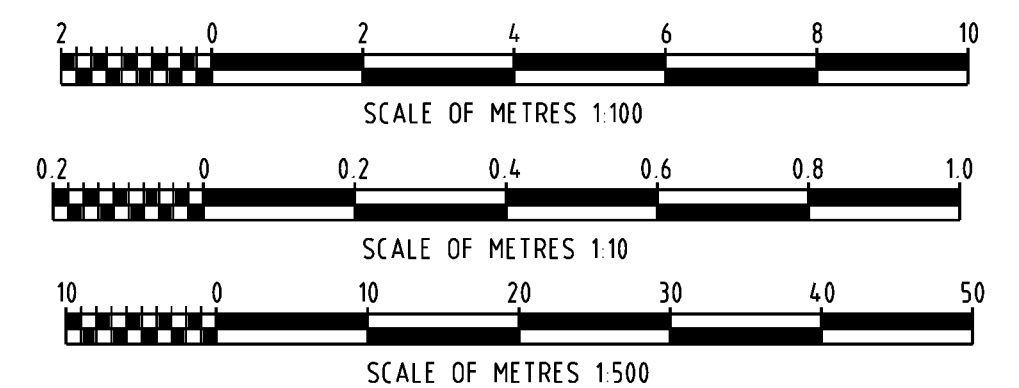 2 0 2 4 6 8 10
SCALE OF METRES 1:100
0.2 0 0.2 0.4 0.6 0.8 1.0
SCALE OF METRES 1:10
10 0 10 20 30 40 50
SCALE OF METRES 1:500